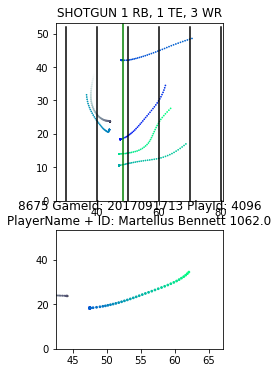 SHOTGUN 1 RB, 1 TE, 3 WR
50
40
30
20
10
0
40 60 80
8675 GameId: 2017091713 PlayId: 4096
PlayerName + ID: Martellus Bennett 1062.0
40
20
0
45 50 55 60 65